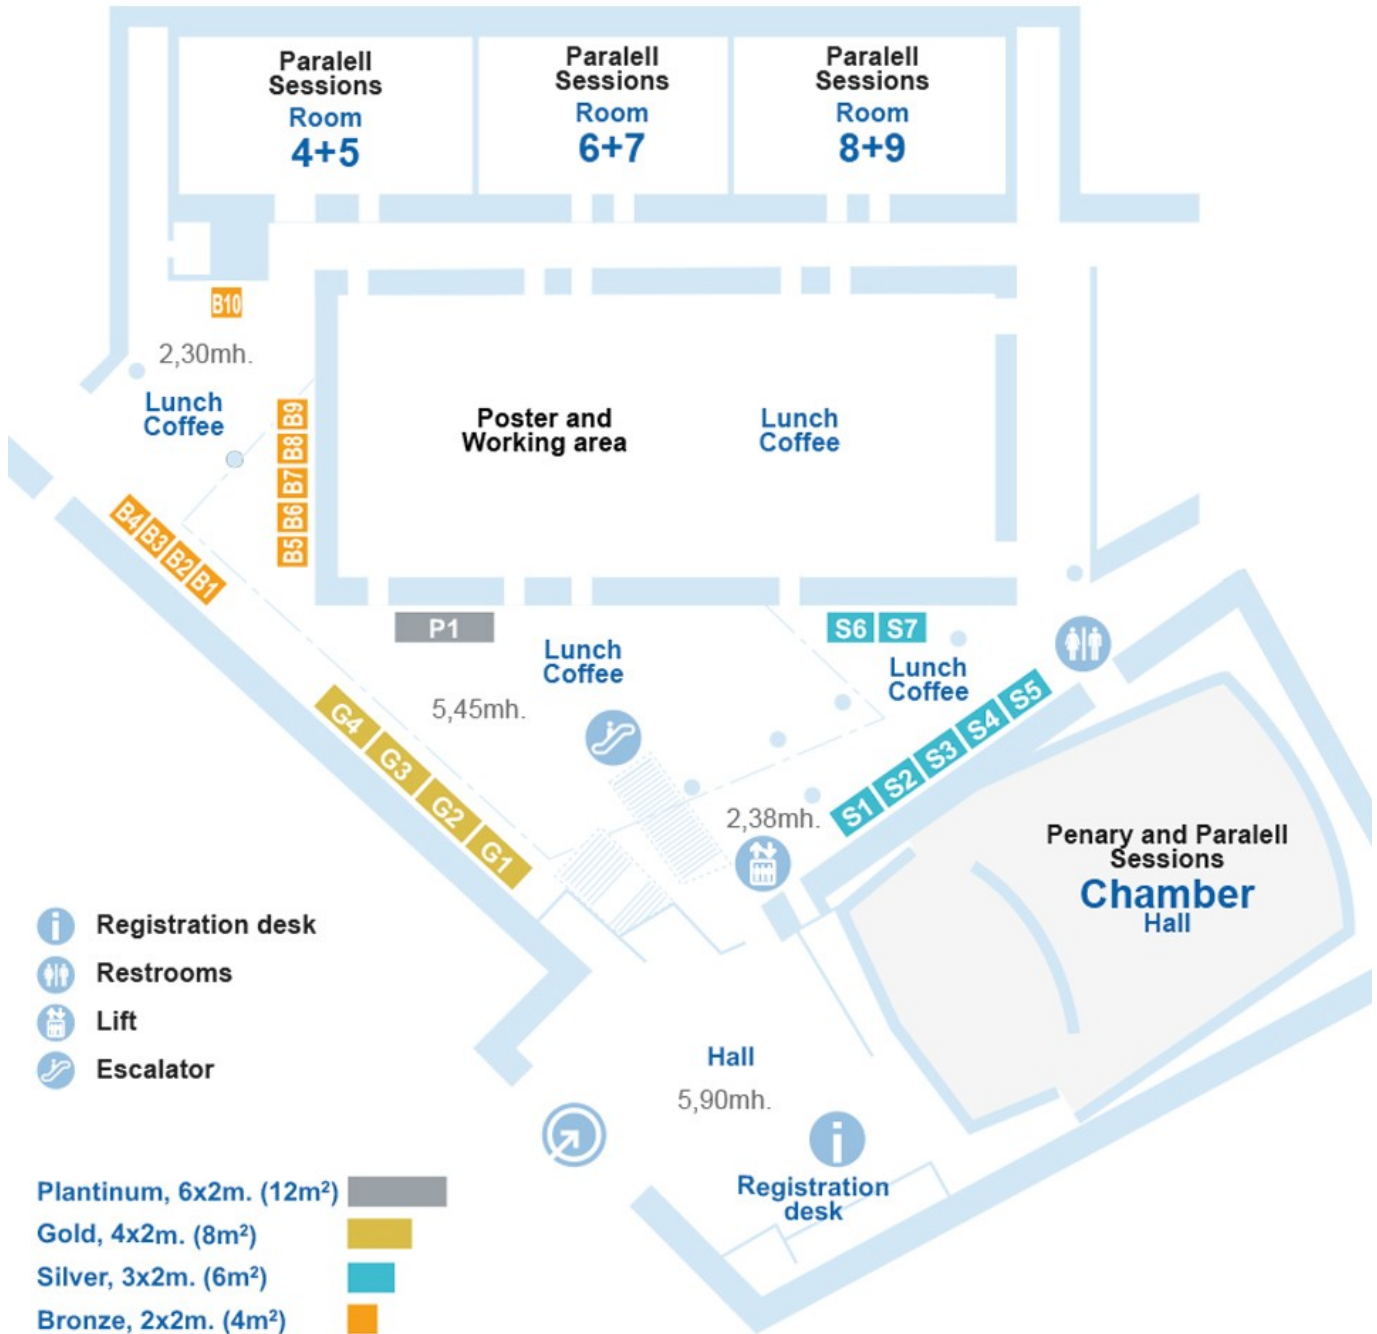 Paralell
Sessions
Room
4+5
Paralell
Sessions
Room
6+7
Paralell
Sessions
Room
8+9
B10
2,30mh.
Lunch
Coffee
B9
B8
B7
B6
B5
Poster and
Working area
Lunch
Coffee
B4
B3
B2
B1
P1
Lunch
Coffee
5,45mh.
S6
S7
Lunch
Coffee
G4
G3
G2
G1
S1
S2
S3
S4
S5
2,38mh.
Penary and Paralell
Sessions
Chamber
Hall
i Registration desk
Restrooms
Lift
Escalator
Hall
5,90mh.
i
Registration
desk
Plantinum, 6x2m. (12m²)
Gold, 4x2m. (8m²)
Silver, 3x2m. (6m²)
Bronze, 2x2m. (4m²)